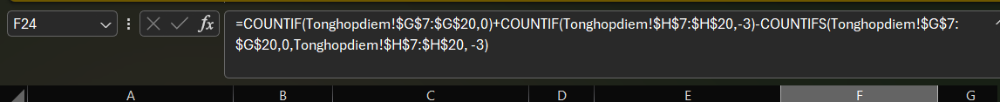 F24
fx
=COUNTIF(Tonghopdiem!$G$7:$G$20,0)+COUNTIF(Tonghopdiem!$H$7:$H$20,-3)-COUNTIFS(Tonghopdiem!$G$7:
$G$20,0,Tonghopdiem!$H$7:$H$20, -3)
A B C D E F G